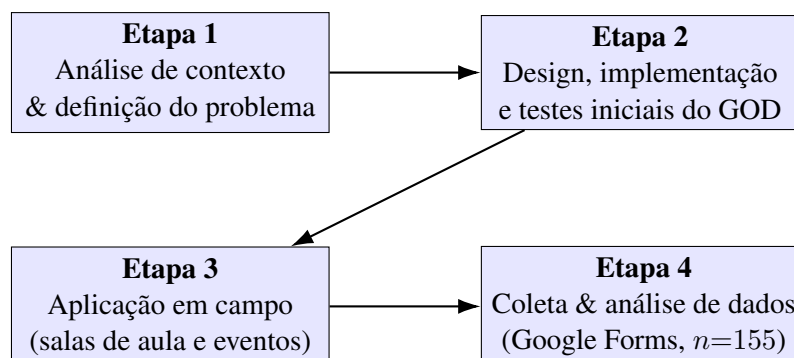 Etapa 1
Análise de contexto
& definição do problema
Etapa 2
Design, implementação
e testes iniciais do GOD
Etapa 3
Aplicação em campo
(salas de aula e eventos)
Etapa 4
Coleta & análise de dados
(Google Forms, n=155)